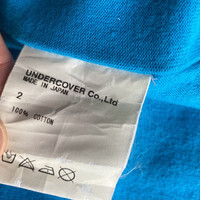 UNDERCOVER Co.,Ltd
MADE IN JAPAN
2
100% COTTON